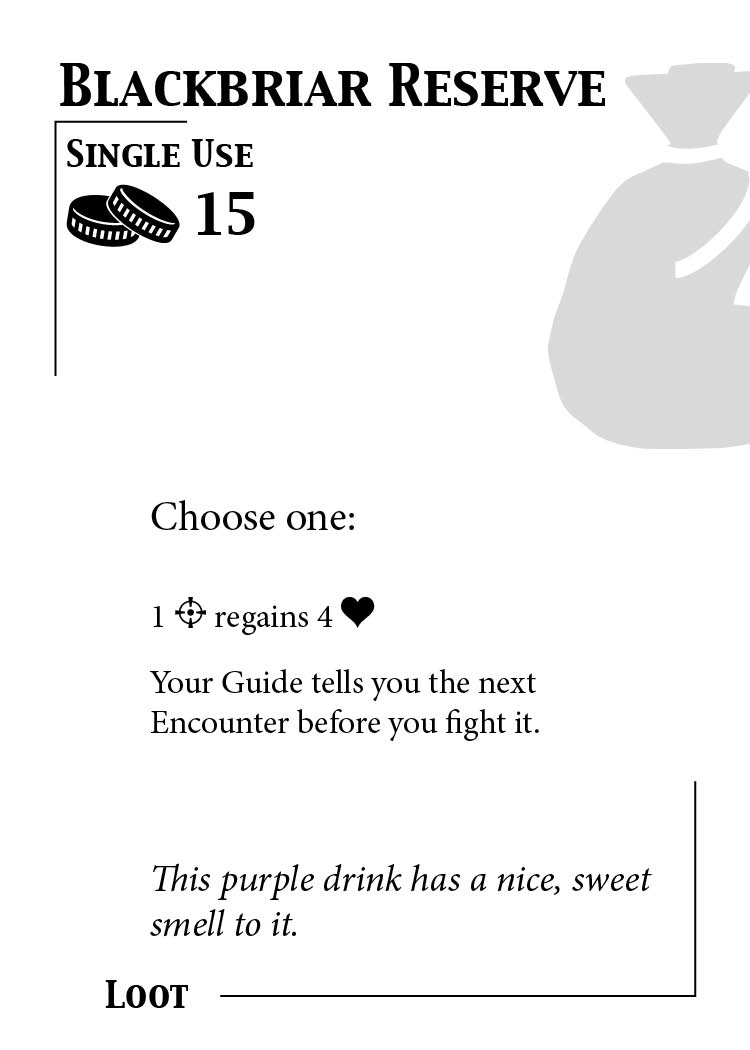 Blackbriar Reserve
Single Use
15
Choose one:
1 regains 4
Your Guide tells you the next
Encounter before you fight it.
This purple drink has a nice, sweet
smell to it.
Loot